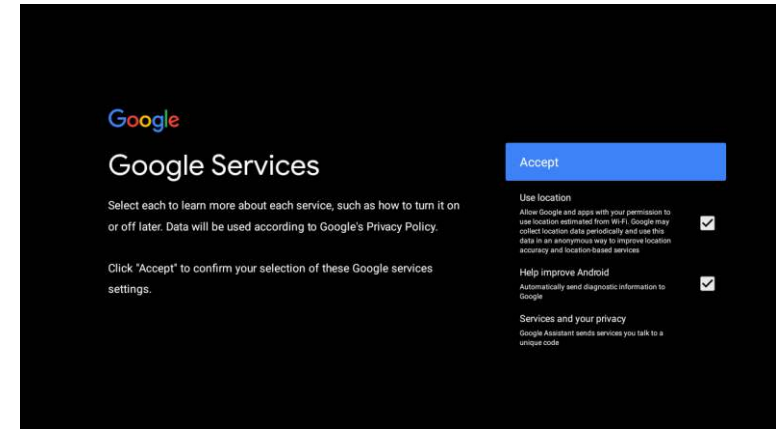 Google
Google Services
Select each to learn more about each service, such as how to turn it on
or off later. Data will be used according to Google's Privacy Policy.
Click "Accept" to confirm your selection of these Google services
settings.
Accept
Use location
Allow Google and apps with your permission to
use location estimated from Wi-Fi. Google may
collect location data periodically and use this
data in an anonymous way to improve location
accuracy and location-based services
Help improve Android
Automatically send diagnostic information to
Google
Services and your privacy
Google Assistant sends services you talk to a
unique code